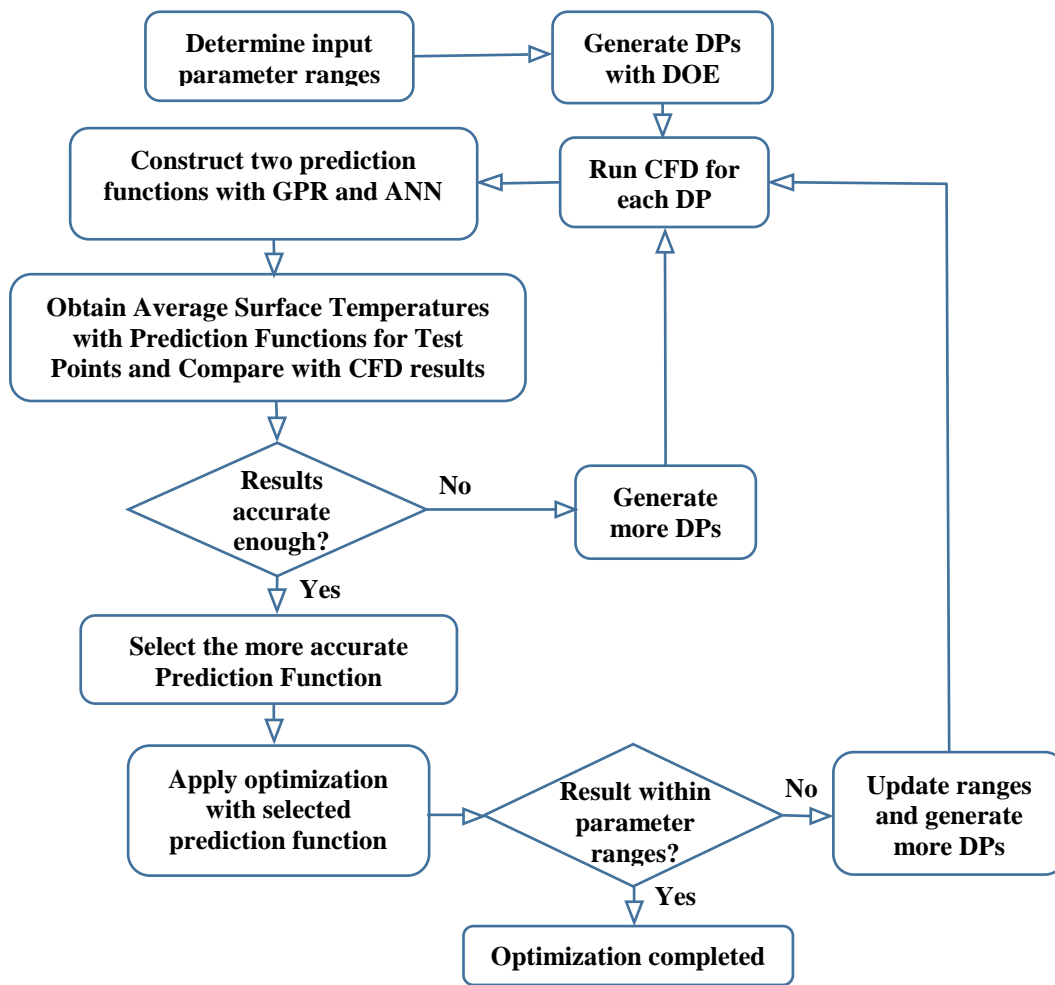 Determine input
parameter ranges
Generate DPs
with DOE
Construct two prediction
functions with GPR and ANN
Run CFD for
each DP
Obtain Average Surface Temperatures
with Prediction Functions for Test
Points and Compare with CFD results
Results
accurate
enough?
No
Generate
more DPs
Yes
Select the more accurate
Prediction Function
Apply optimization
with selected
prediction function
Result within
parameter
ranges?
No
Update ranges
and generate
more DPs
Yes
Optimization completed